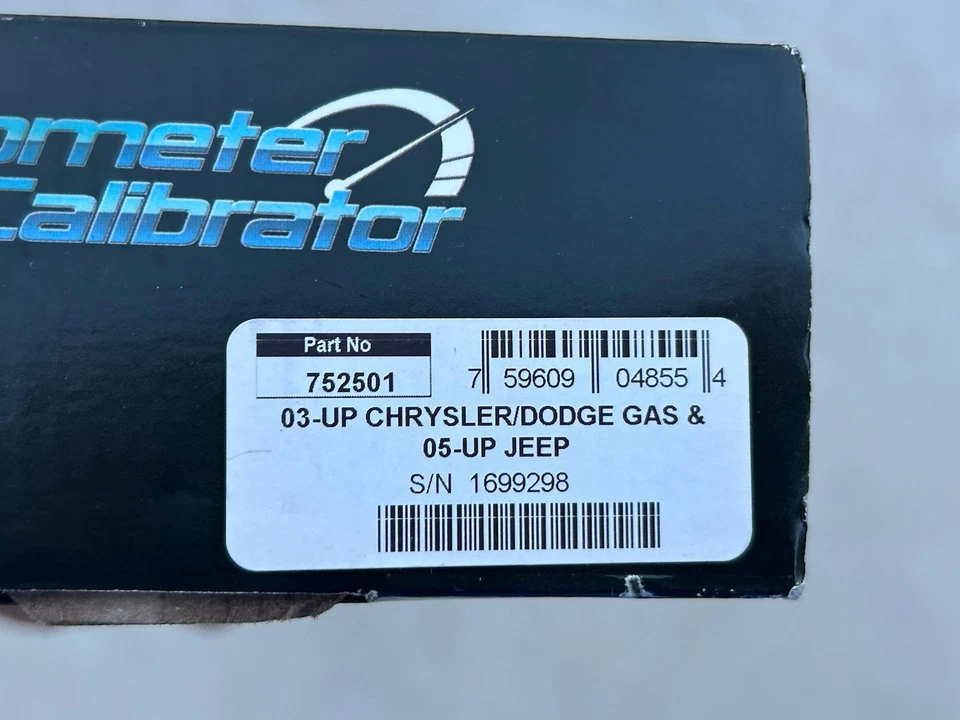 ometer
Calibrator
Part No
752501
7 59609 04855 4
03-UP CHRYSLER/DODGE GAS &
05-UP JEEP
S/N 1699298